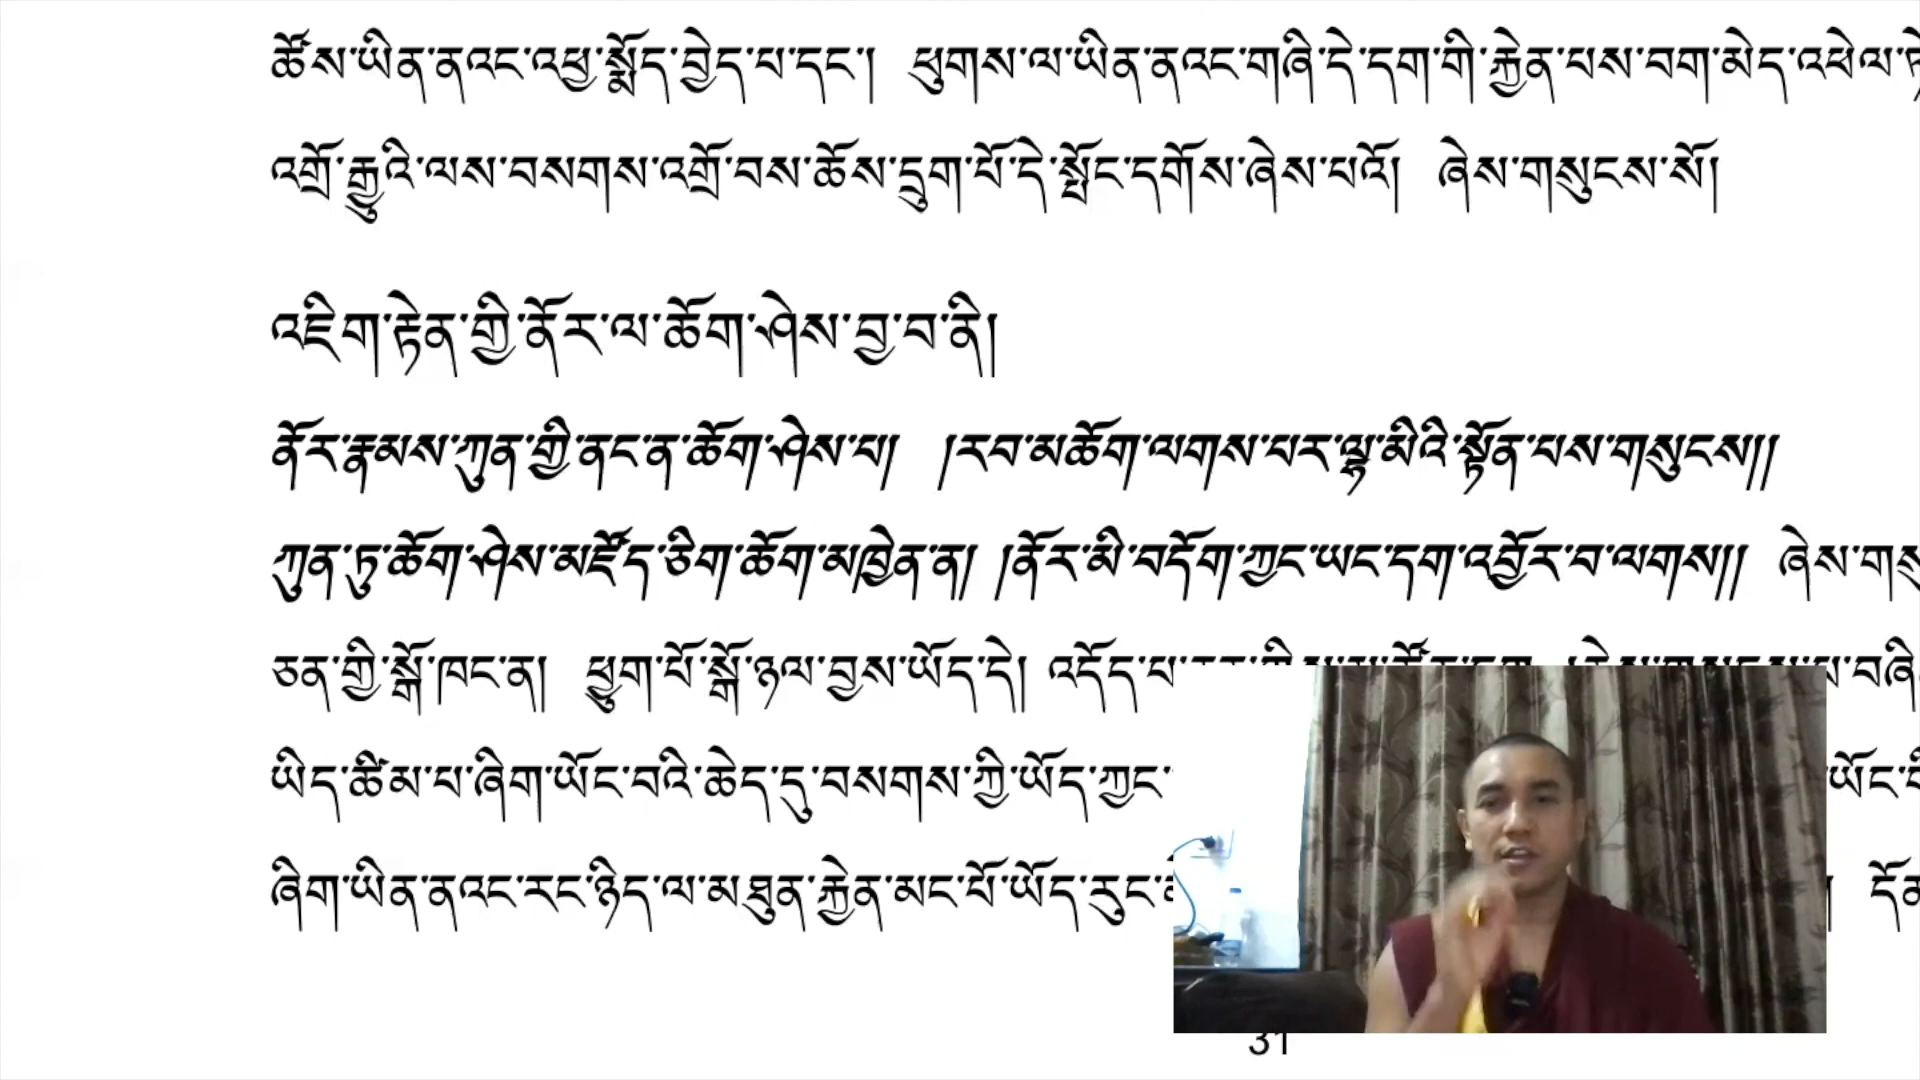 ཚོས་ཡིན་ནའང་འཕྱ་སྨོད་བྱེད་པ་དང་། ཕུགས་ལ་ཡིན་ནའང་གཞི་དེ་དག་གི་རྐྱེན་པས་བག་མེད་འཕེལ་ཏེ
འགྲོ་རྒྱུའི་ལས་བསགས་འགྲོ་བས་ཆོས་དྲུག་པོ་དེ་སྤོང་དགོས་ཞེས་པའོ། ཞེས་གསུངས་སོ།
འཇིག་རྟེན་གྱི་ནོར་ལ་ཆོག་ཤེས་བྱ་བ་ནི།
ནོར་རྣམས་ཀུན་གྱི་ནང་ན་ཆོག་ཤེས་པ། །རབ་མཆོག་ལགས་པར་ལྷ་མིའི་སྟོན་པས་གསུངས།།
ཀུན་ཏུ་ཆོག་ཤེས་མཛོད་ཅིག་ཆོག་མཁྱེན་ན། །ནོར་མི་བདོག་ཀྱང་ཡང་དག་འབྱོར་བ་ལགས།། ཞེས་
ཅན་གྱི་སྒོ་ཁང་ན། ཕྱུག་པོ་སྒོ་ཉལ་བྱས་ཡོད་དེ། འདོད་པ་
ཡིད་ཚིམ་པ་ཞིག་ཡོང་བའི་ཆེད་དུ་བསགས་ཀྱི་ཡོད་ཀྱང་
ཞིག་ཡིན་ནའང་རང་ཉིད་ལ་མཐུན་རྐྱེན་མང་པོ་ཡོད་རུང་
31